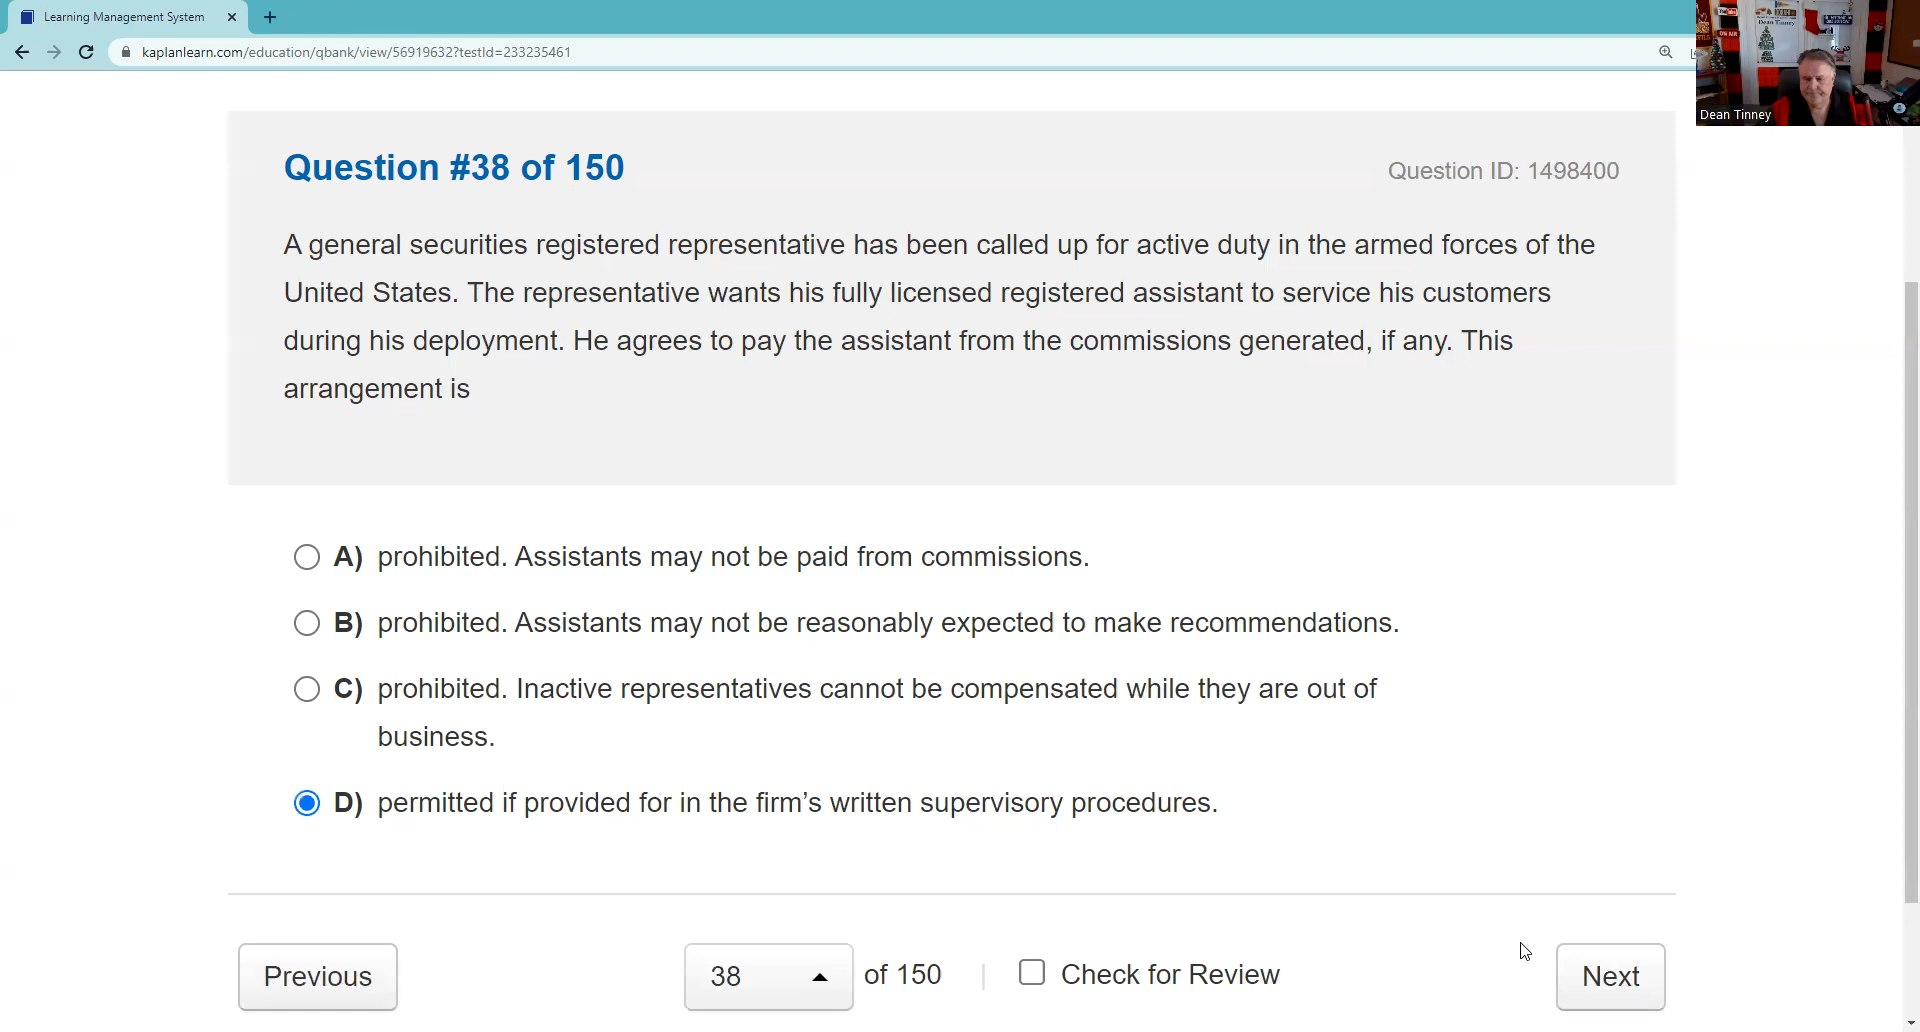 Learning Management System
kaplanlearn.com/education/qbank/view/56919632?testId=233235461
ON AIR
Dean Tinney
Question #38 of 150
Question ID: 1498400
A general securities registered representative has been called up for active duty in the armed forces of the
United States. The representative wants his fully licensed registered assistant to service his customers
during his deployment. He agrees to pay the assistant from the commissions generated, if any. This
arrangement is
A) prohibited. Assistants may not be paid from commissions.
B) prohibited. Assistants may not be reasonably expected to make recommendations.
C) prohibited. Inactive representatives cannot be compensated while they are out of
business.
D) permitted if provided for in the firm’s written supervisory procedures.
Previous
38
of 150
Check for Review
Next